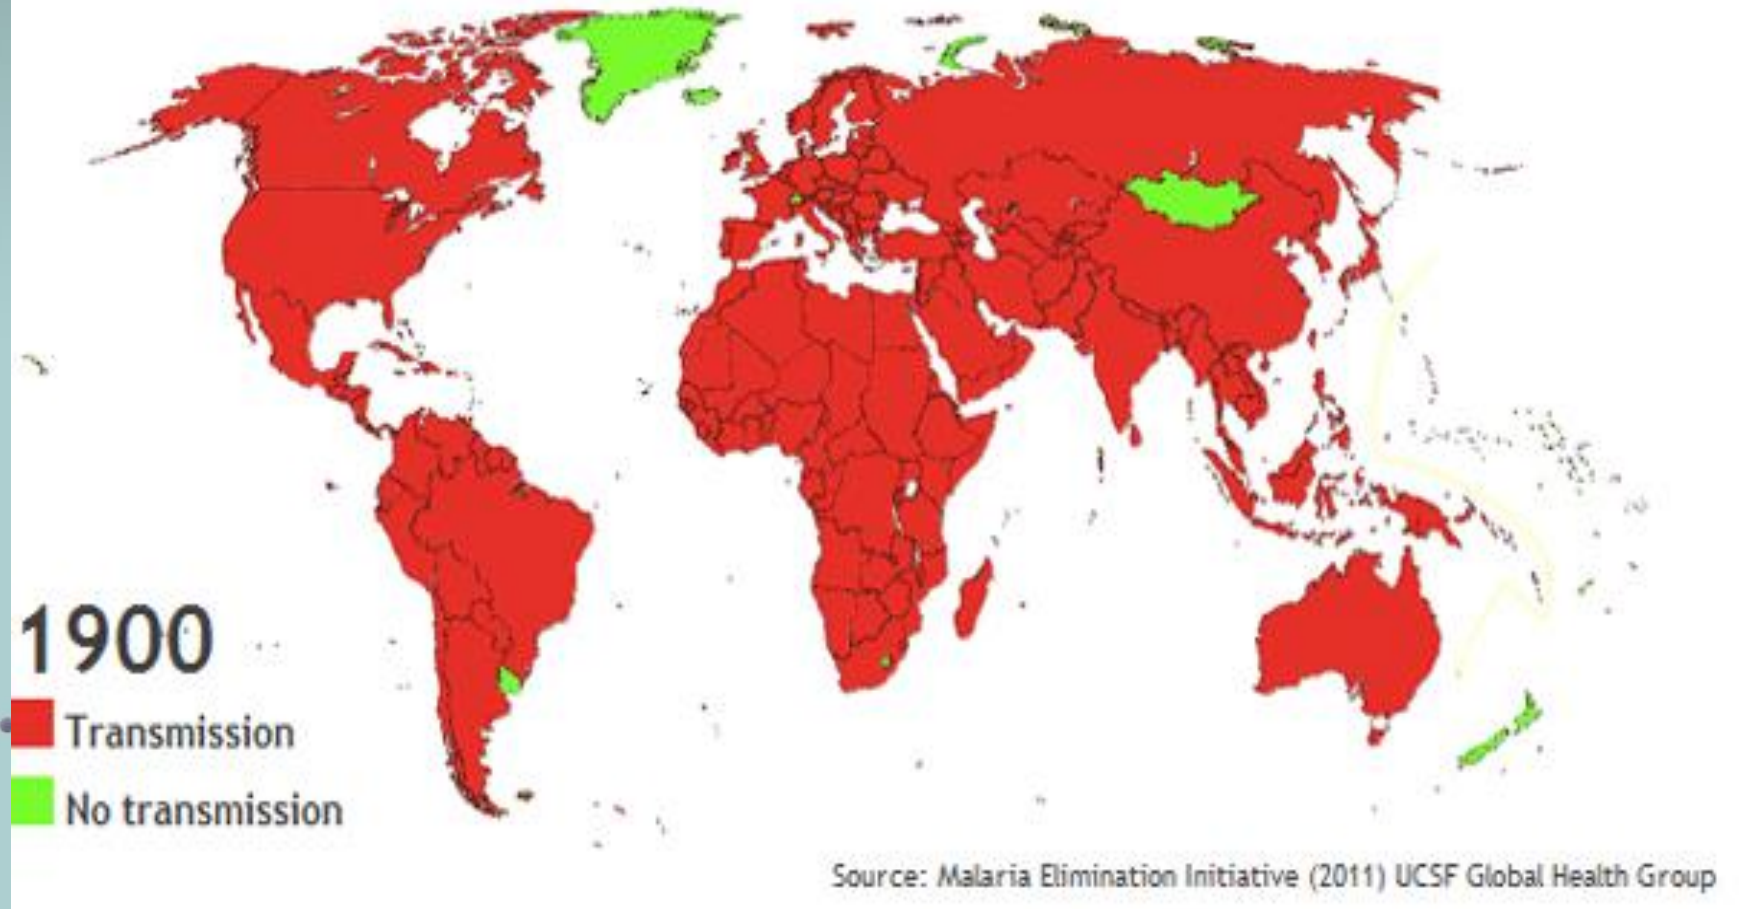 1900
Transmission
No transmission
Source: Malaria Elimination Initiative (2011) UCSF Global Health Group